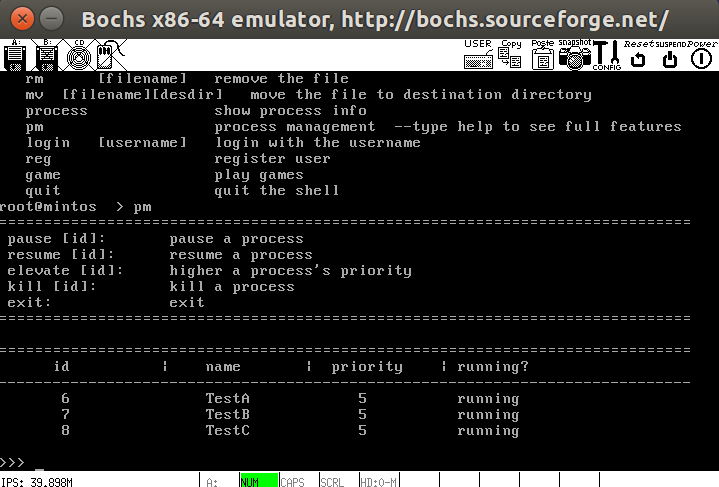 Bochs x86-64 emulator, http://bochs.sourceforge.net/
A: B: CD USER Copy Paste snapshot CONFIG Reset SUSPEND Power
rm [filename] remove the file
mv [filename][desdir] move the file to destination directory
process show process info
pm process management --type help to see full features
login [username] login with the username
reg register user
game play games
quit quit the shell
root@mintos > pm
================================================================================
pause [id]: pause a process
resume [id]: resume a process
elevate [id]: higher a process's priority
kill [id]: kill a process
exit: exit
================================================================================
================================================================================
id | name | priority | running?
--------------------------------------------------------------------------------
6 TestA 5 running
7 TestB 5 running
8 TestC 5 running
================================================================================
>>> _
IPS: 39.898M A: NUM CAPS SCRL HD:0-M